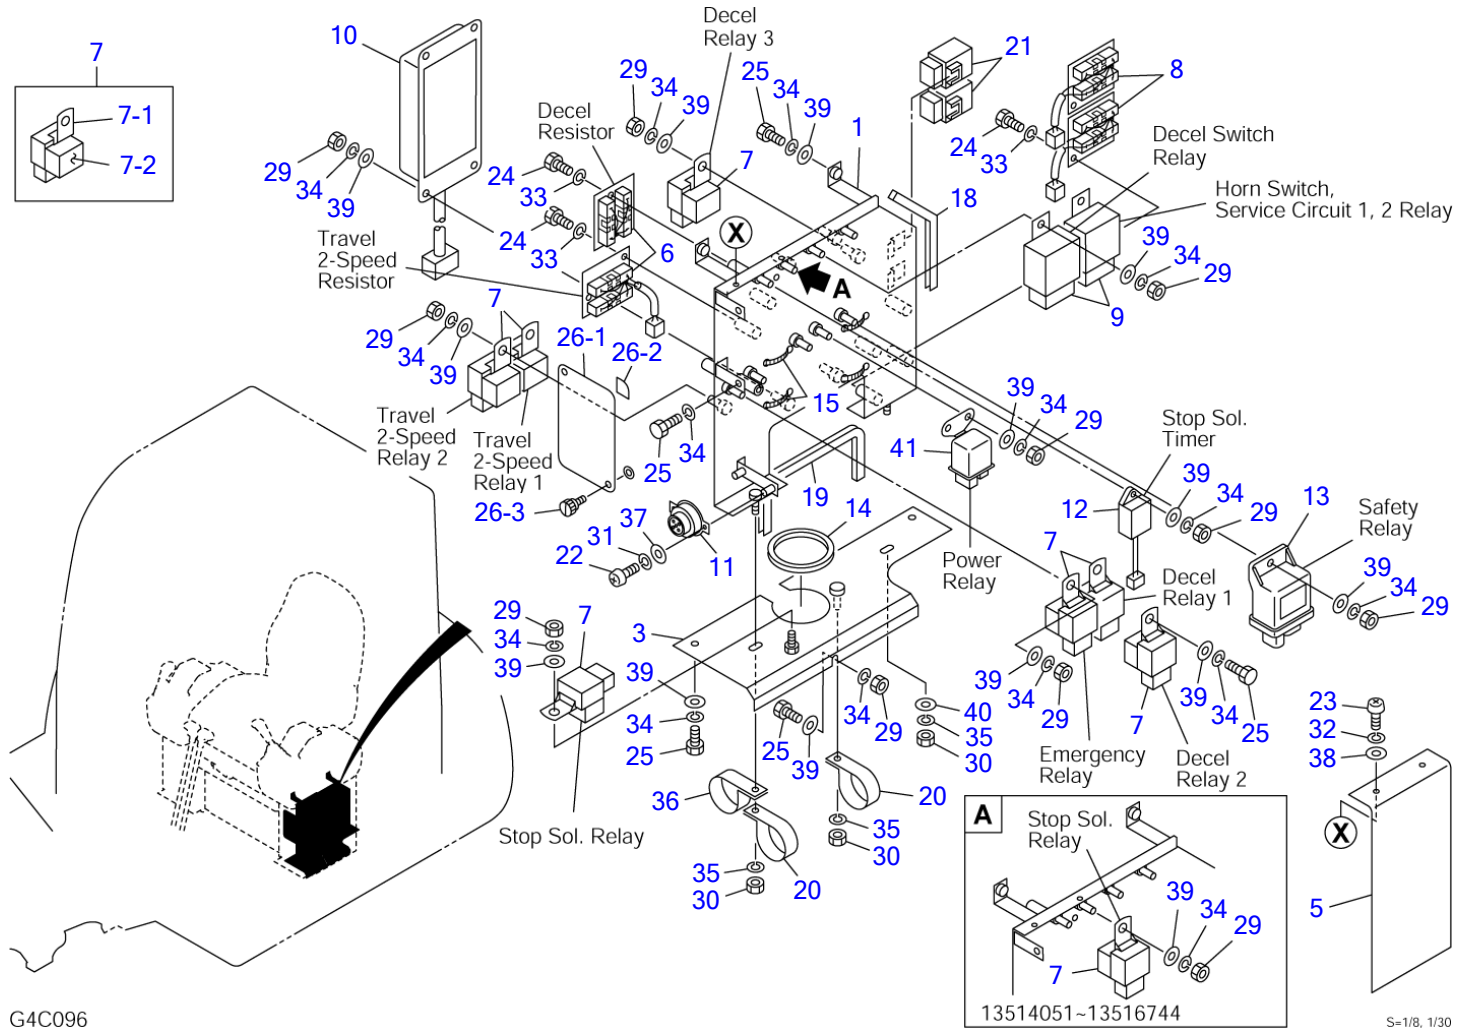 7
7-1
7-2
10
29
34
39
Travel
2-Speed
Resistor
Decel
Relay 3
29
34
39
7
Decel
Resistor
24
33
24
33
6
25
34
39
1
X
A
18
21
8
24
33
Decel Switch
Relay
Horn Switch,
Service Circuit 1, 2 Relay
39
34
29
9
7
29
34
39
26-1
26-2
Travel
2-Speed
Relay 2
Travel
2-Speed
Relay 1
25
34
15
26-3
19
14
37
31
22
11
41
39
34
29
Power
Relay
Stop Sol.
Timer
12
39
34
29
13
Safety
Relay
39
34
29
7
Decel
Relay 1
39
34
29
Emergency
Relay
39
34
25
7
Decel
Relay 2
3
29
34
39
7
Stop Sol. Relay
39
34
25
34
29
25
39
40
35
30
36
20
35
30
20
35
30
23
32
38
X
5
A
Stop Sol.
Relay
39
34
29
7
13514051~13516744
G4C096
S=1/8, 1/30